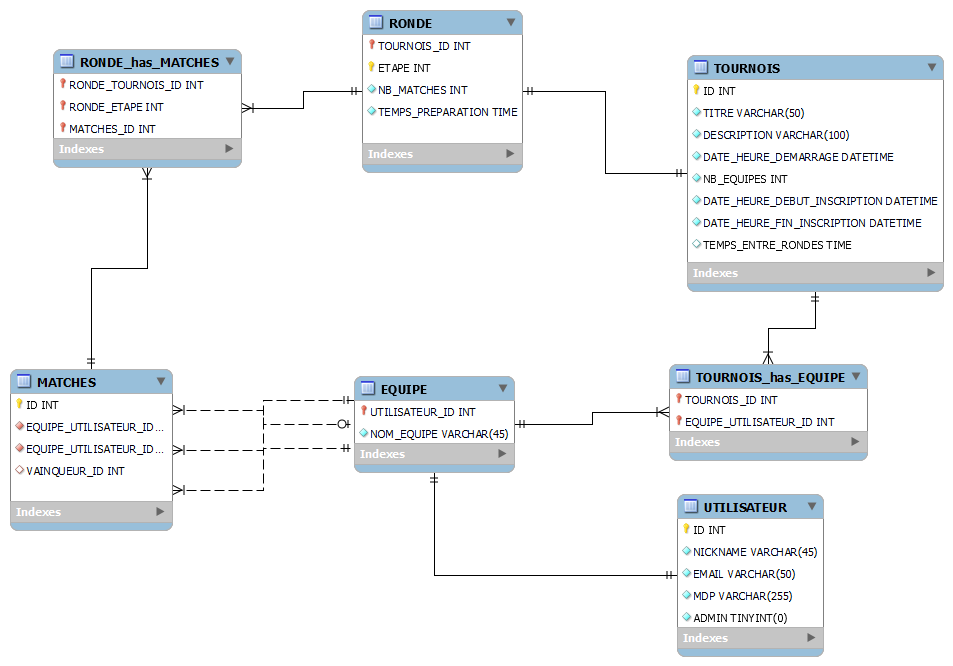 RONDE
TOURNOIS_ID INT
ETAPE INT
NB_MATCHES INT
TEMPS_PREPARATION TIME
Indexes
RONDE_has_MATCHES
RONDE_TOURNOIS_ID INT
RONDE_ETAPE INT
MATCHES_ID INT
Indexes
TOURNOIS
ID INT
TITRE VARCHAR(50)
DESCRIPTION VARCHAR(100)
DATE_HEURE_DEMARRAGE DATETIME
NB_EQUIPES INT
DATE_HEURE_DEBUT_INSCRIPTION DATETIME
DATE_HEURE_FIN_INSCRIPTION DATETIME
TEMPS_ENTRE_RONDES TIME
Indexes
MATCHES
ID INT
EQUIPE_UTILISATEUR_ID...
EQUIPE_UTILISATEUR_ID...
VAINQUEUR_ID INT
Indexes
EQUIPE
UTILISATEUR_ID INT
NOM_EQUIPE VARCHAR(45)
Indexes
TOURNOIS_has_EQUIPE
TOURNOIS_ID INT
EQUIPE_UTILISATEUR_ID INT
Indexes
UTILISATEUR
ID INT
NICKNAME VARCHAR(45)
EMAIL VARCHAR(50)
MDP VARCHAR(255)
ADMIN TINYINT(0)
Indexes